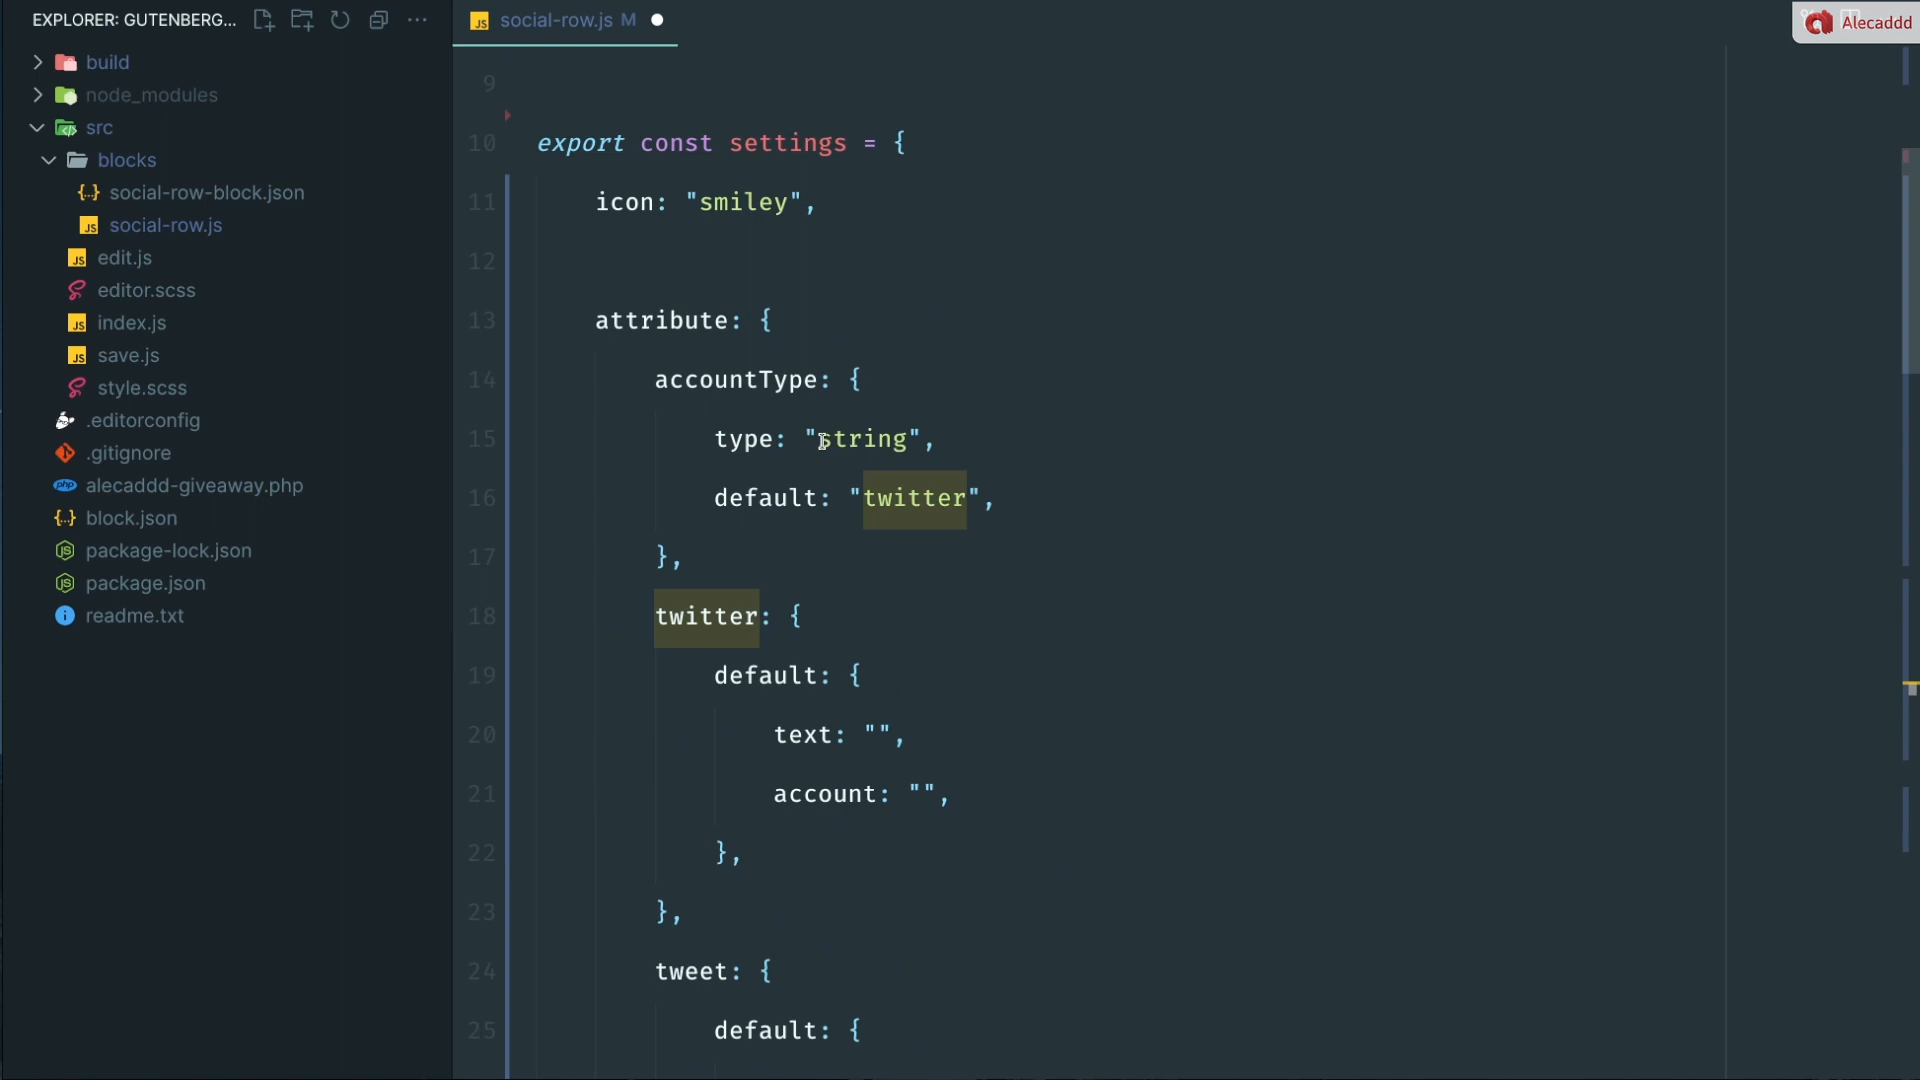 EXPLORER: GUTENBERG...
build
node_modules
src
blocks
social-row-block.json
social-row.js
edit.js
editor.scss
index.js
save.js
style.scss
.editorconfig
.gitignore
alecaddd-giveaway.php
block.json
package-lock.json
package.json
readme.txt
social-row.js M
Alecaddd
9
10 export const settings = {
11 icon: "smiley",
12
13 attribute: {
14 accountType: {
15 type: "string",
16 default: "twitter",
17 },
18 twitter: {
19 default: {
20 text: "",
21 account: "",
22 },
23 },
24 tweet: {
25 default: {